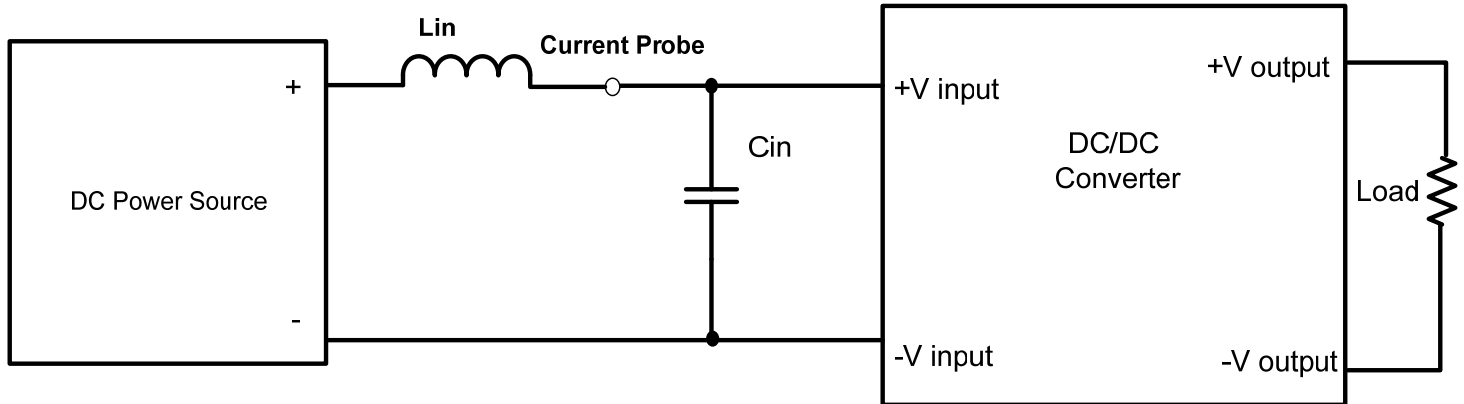 Lin
Current Probe
+
+V input
+V output
Cin
DC/DC
Converter
DC Power Source
Load
-
-V input
-V output